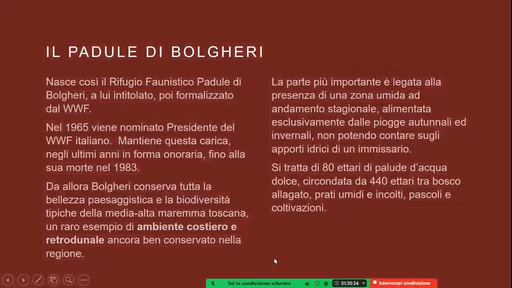 IL PADULE DI BOLGHERI
Nasce così il Rifugio Faunistico Padule di
Bolgheri, a lui intitolato, poi formalizzato
dal WWF.
Nel 1965 viene nominato Presidente del
WWF italiano. Mantiene questa carica,
negli ultimi anni in forma onoraria, fino alla
sua morte nel 1983.
Da allora Bolgheri conserva tutta la
bellezza paesaggistica e la biodiversità
tipiche della media-alta maremma toscana,
un raro esempio di ambiente costiero e
retrodunale ancora ben conservato nella
regione.
La parte più importante è legata alla
presenza di una zona umida ad
andamento stagionale, alimentata
esclusivamente dalle piogge autunnali ed
invernali, non potendo contare sugli
apporti idrici di un immissario.
Si tratta di 80 ettari di palude d'acqua
dolce, circondata da 440 ettari tra bosco
allagato, prati umidi e incolti, pascoli e
coltivazioni.
Sei in condivisione schermo
01:30:34
Interrompi condivisione